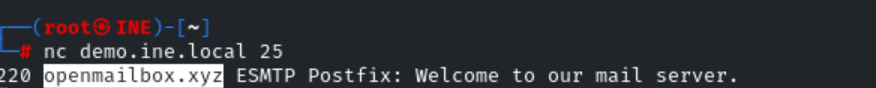 (root㉿INE)-[~]
# nc demo.ine.local 25
220 openmailbox.xyz ESMTP Postfix: Welcome to our mail server.